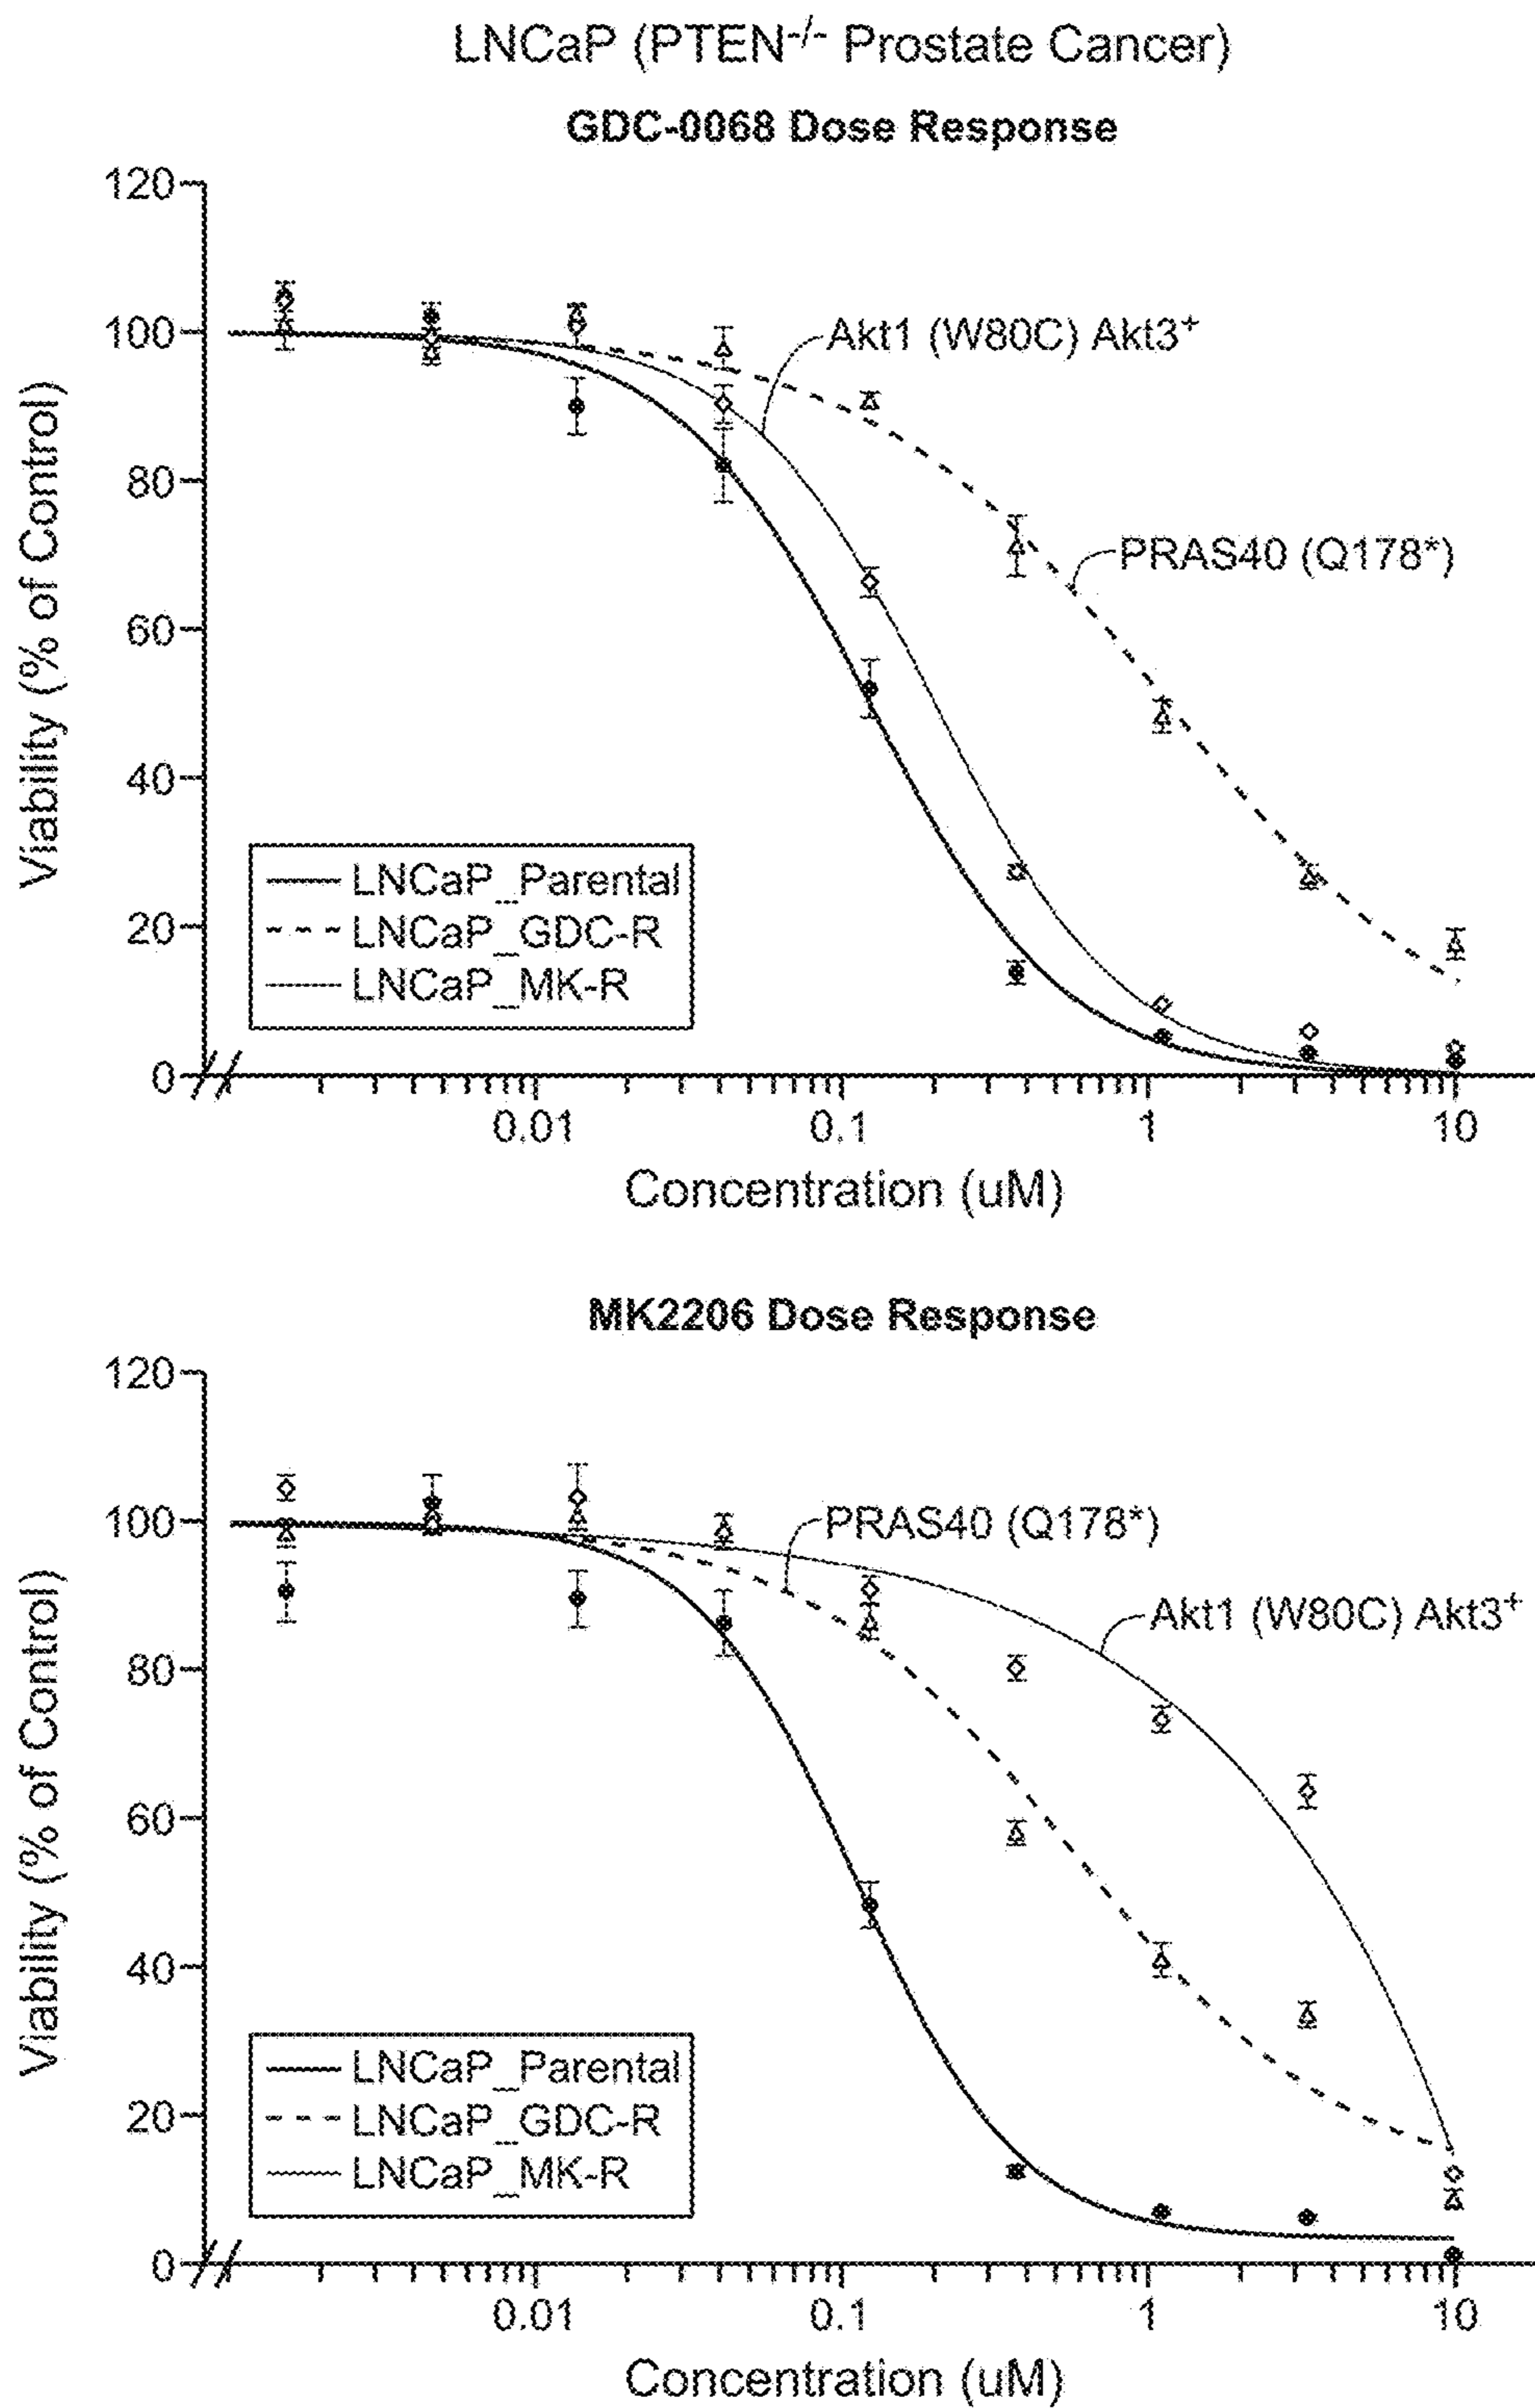 LNCaP (PTEN-/- Prostate Cancer)
GDC-0068 Dose Response
120
100
80
60
40
20
0
Viability (% of Control)
Akt1 (W80C) Akt3+
PRAS40 (Q178*)
LNCaP_Parental
LNCaP_GDC-R
LNCaP_MK-R
0.01
0.1
1
10
Concentration (uM)
MK2206 Dose Response
120
100
80
60
40
20
0
Viability (% of Control)
PRAS40 (Q178*)
Akt1 (W80C) Akt3+
LNCaP_Parental
LNCaP_GDC-R
LNCaP_MK-R
0.01
0.1
1
10
Concentration (uM)